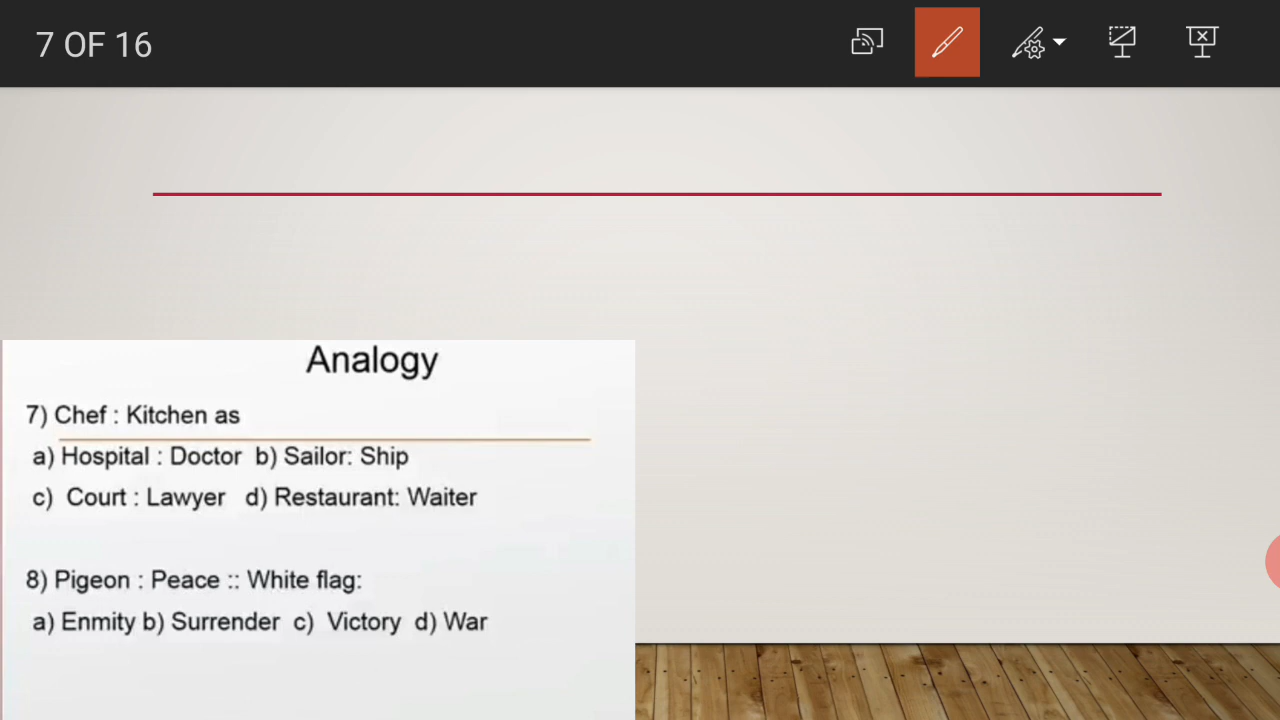 7 OF 16
Analogy
7) Chef : Kitchen as
a) Hospital : Doctor b) Sailor: Ship
c) Court : Lawyer d) Restaurant: Waiter
8) Pigeon : Peace :: White flag:
a) Enmity b) Surrender c) Victory d) War